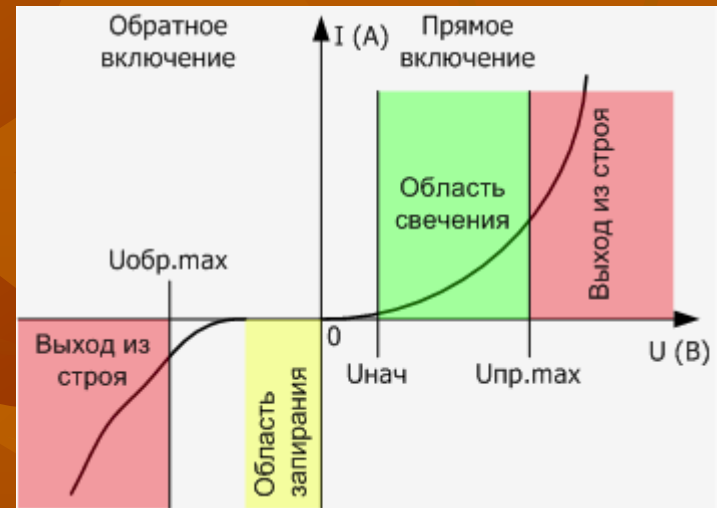 Обратное
включение
I (А)
Прямое
включение
Область
свечения
Выход из строя
Uобр.max
Выход из
строя
0
U (В)
Uнач
Uпр.max
Область
запирания